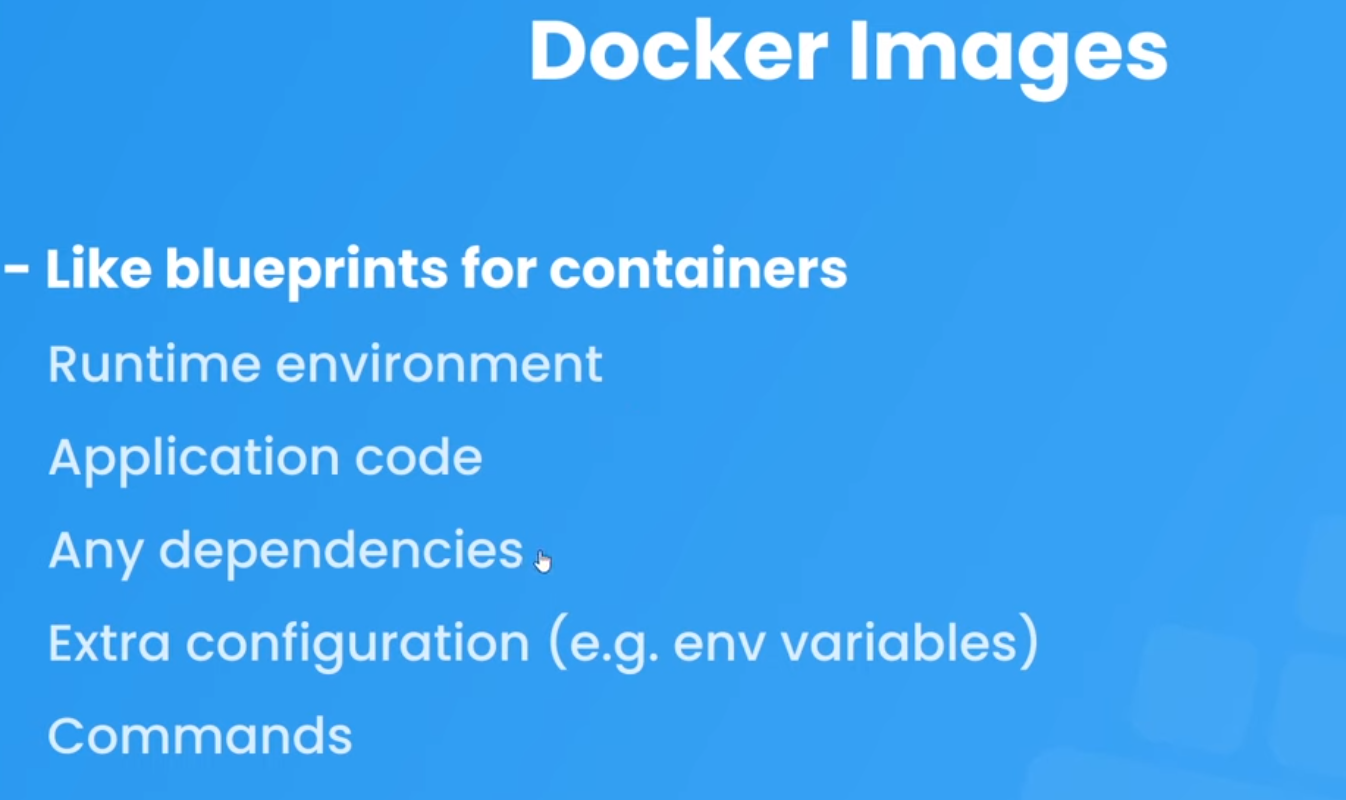 Docker Images
- Like blueprints for containers
Runtime environment
Application code
Any dependencies
Extra configuration (e.g. env variables)
Commands